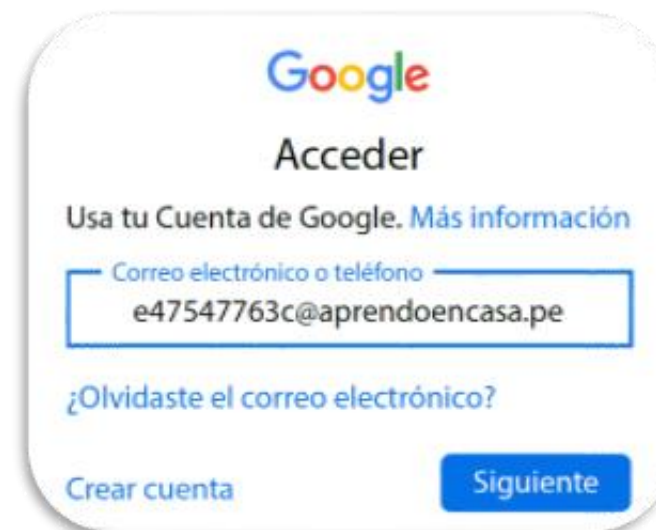 Google
Acceder
Usa tu Cuenta de Google. Más información
Correo electrónico o teléfono
e47547763c@aprendoencasa.pe
¿Olvidaste el correo electrónico?
Crear cuenta
Siguiente